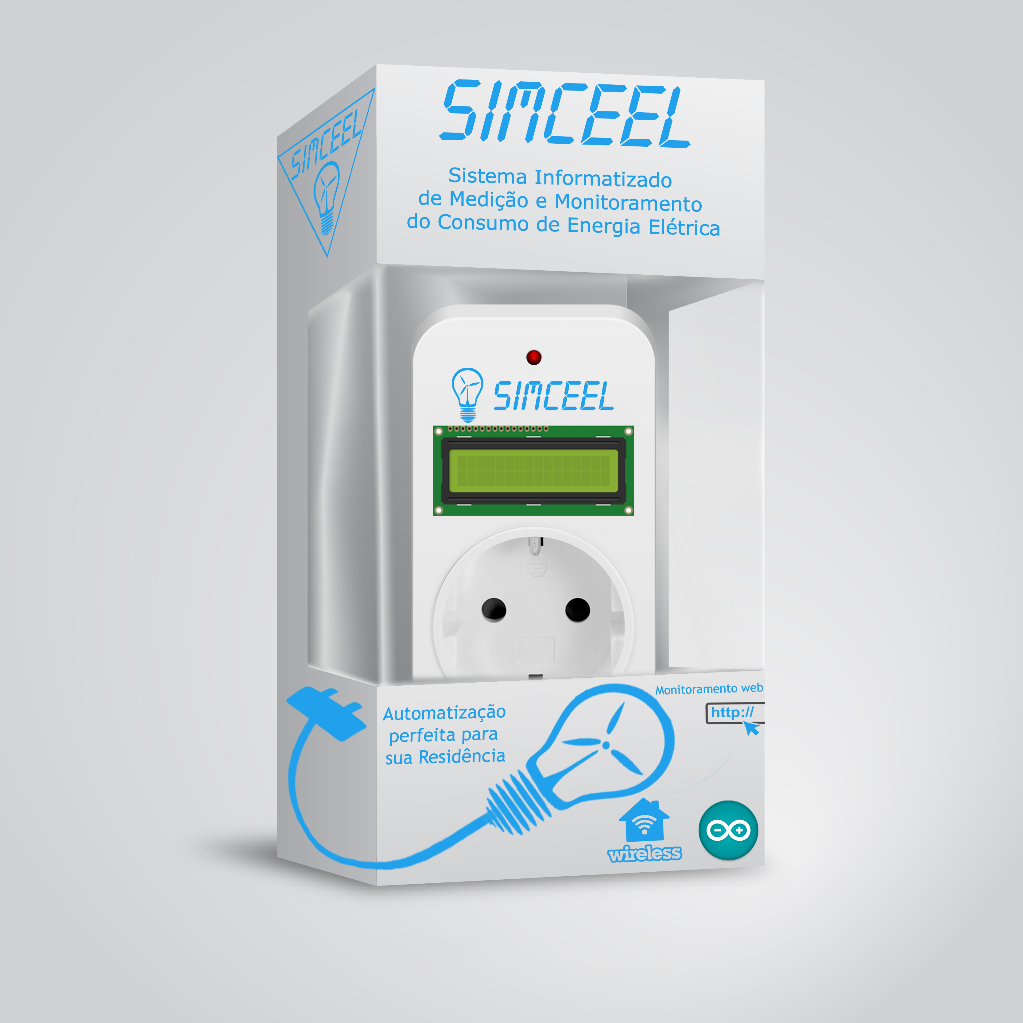 SIMCEEL
Sistema Informatizado
de Medição e Monitoramento
do Consumo de Energia Elétrica
SIMCEEL
SIMCEEL
Automatização
perfeita para
sua Residência
Monitoramento web
http://
wireless